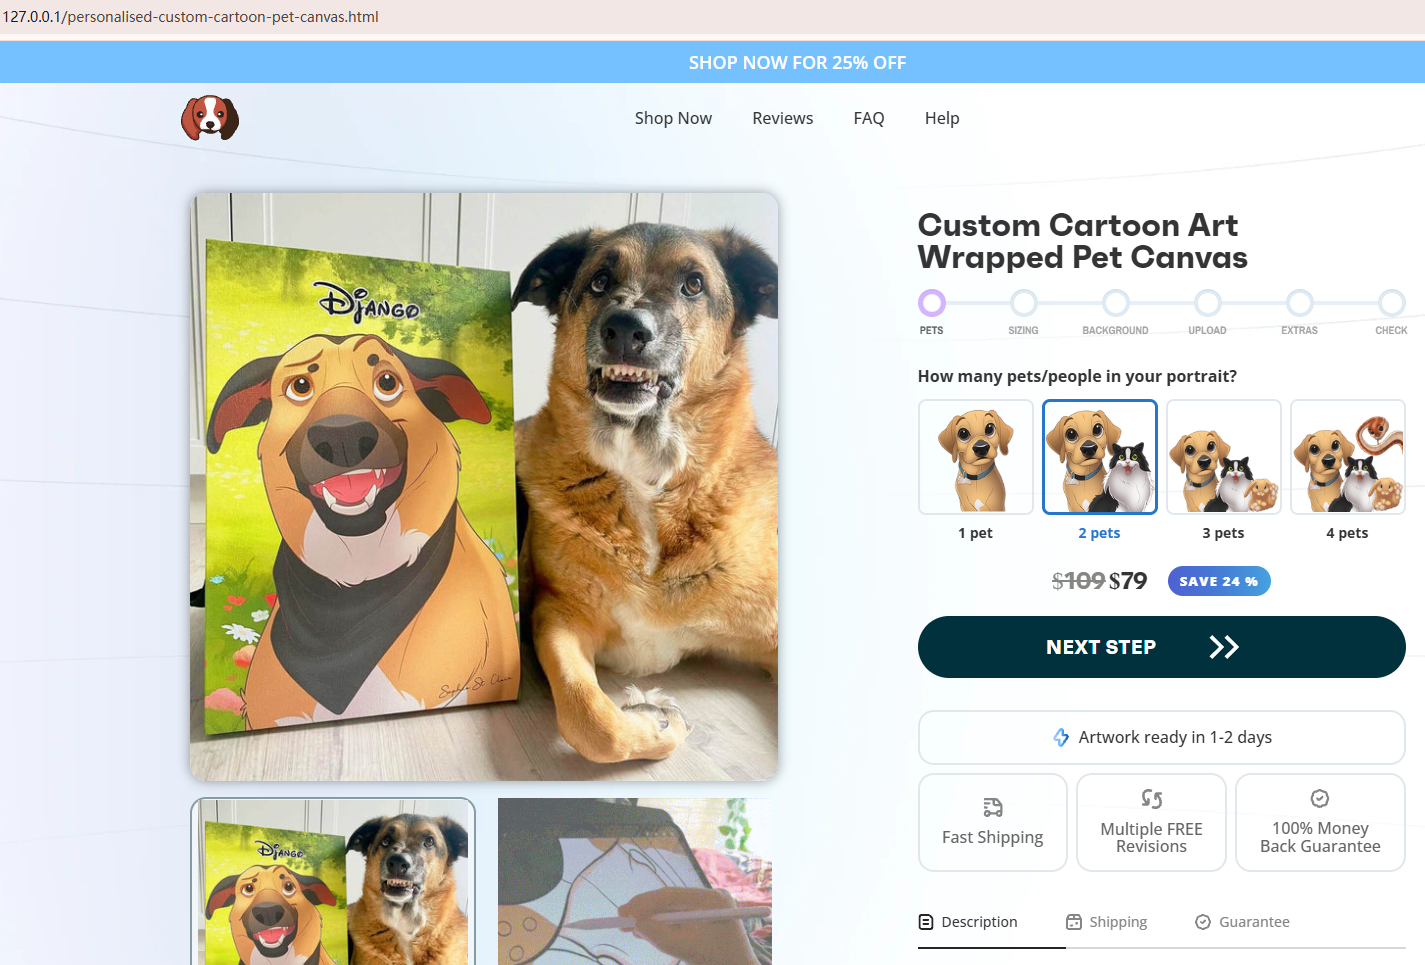 127.0.0.1/personalised-custom-cartoon-pet-canvas.html
SHOP NOW FOR 25% OFF
Shop Now
Reviews
FAQ
Help
Django
Sophie St. Clair
Custom Cartoon Art
Wrapped Pet Canvas
PETS
SIZING
BACKGROUND
UPLOAD
EXTRAS
CHECK
How many pets/people in your portrait?
1 pet
2 pets
3 pets
4 pets
$109 $79
SAVE 24 %
NEXT STEP
Artwork ready in 1-2 days
Fast Shipping
Multiple FREE
Revisions
100% Money
Back Guarantee
Django
Description
Shipping
Guarantee